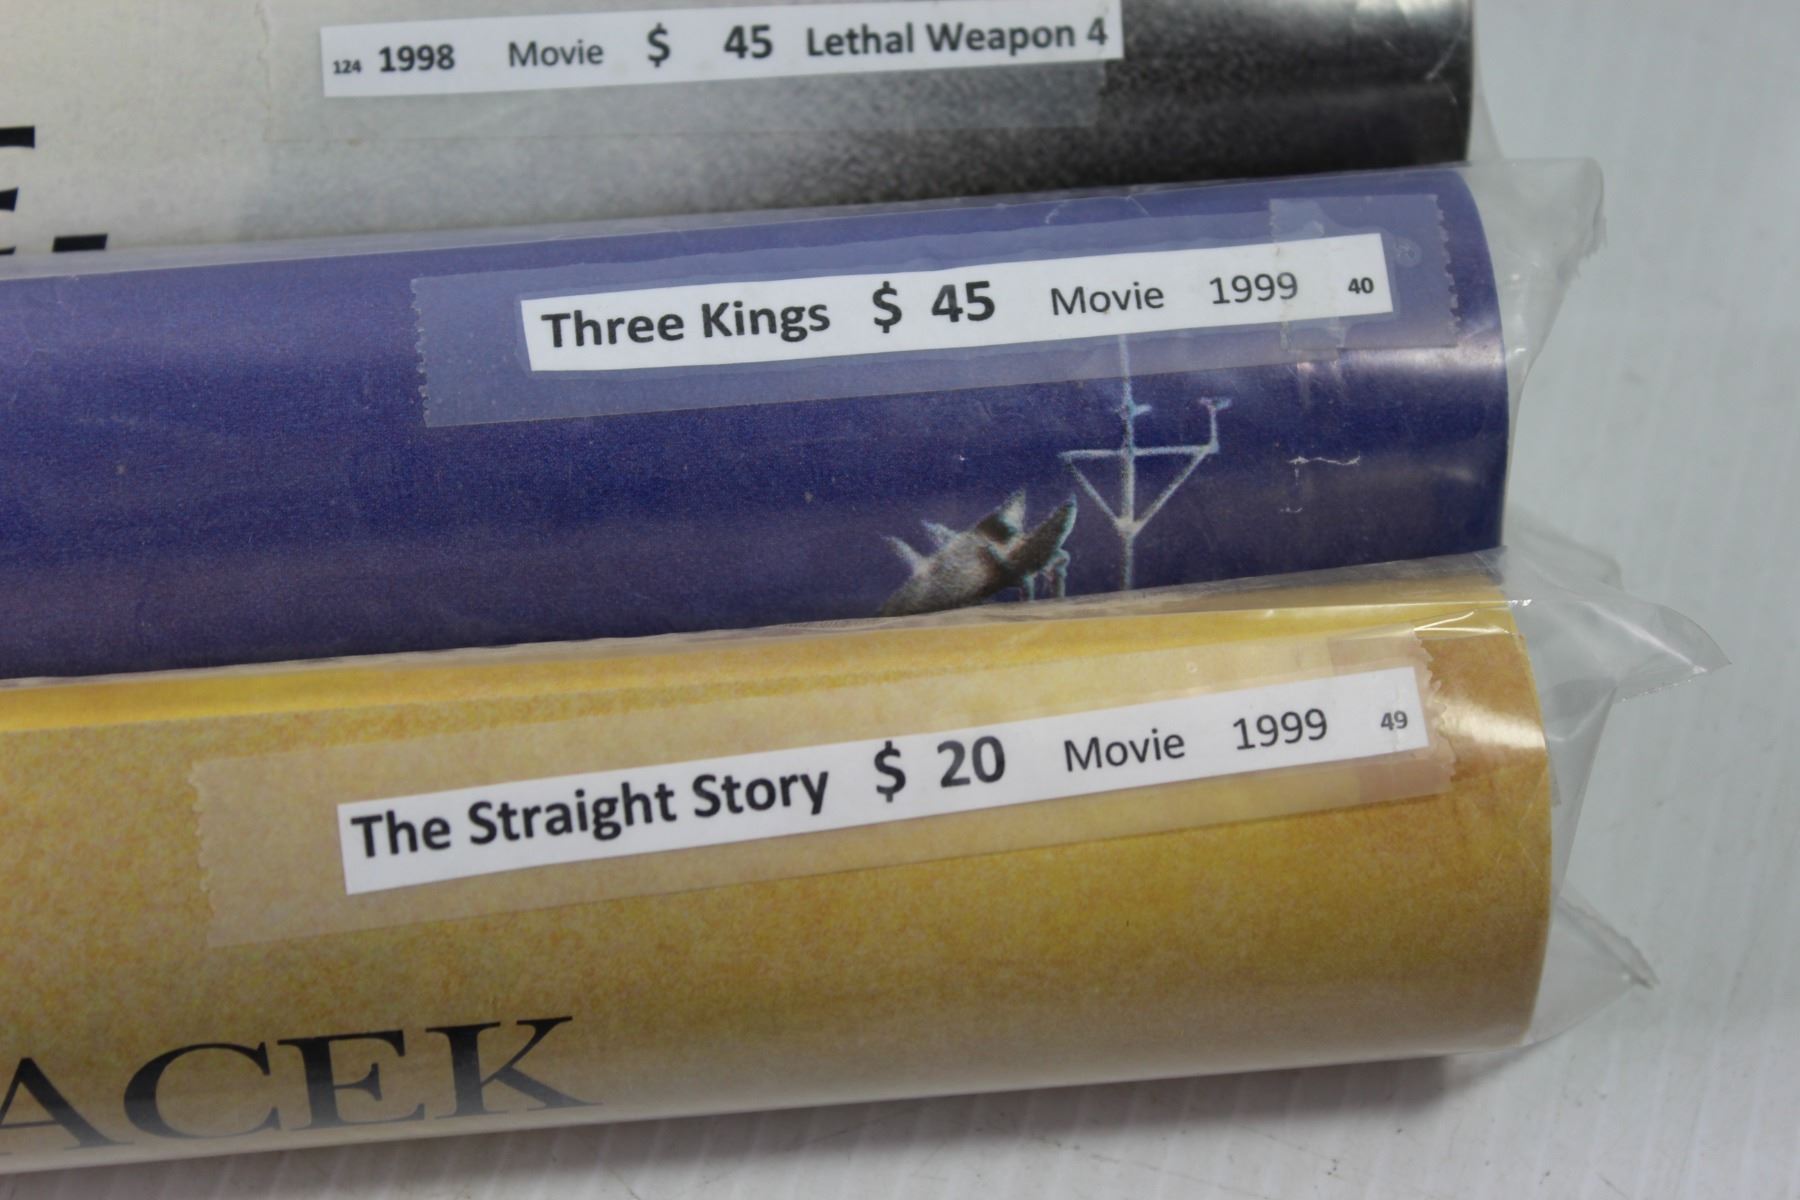 124 1998 Movie $ 45 Lethal Weapon 4
Three Kings $ 45 Movie 1999 40
The Straight Story $ 20 Movie 1999 49
ACEK